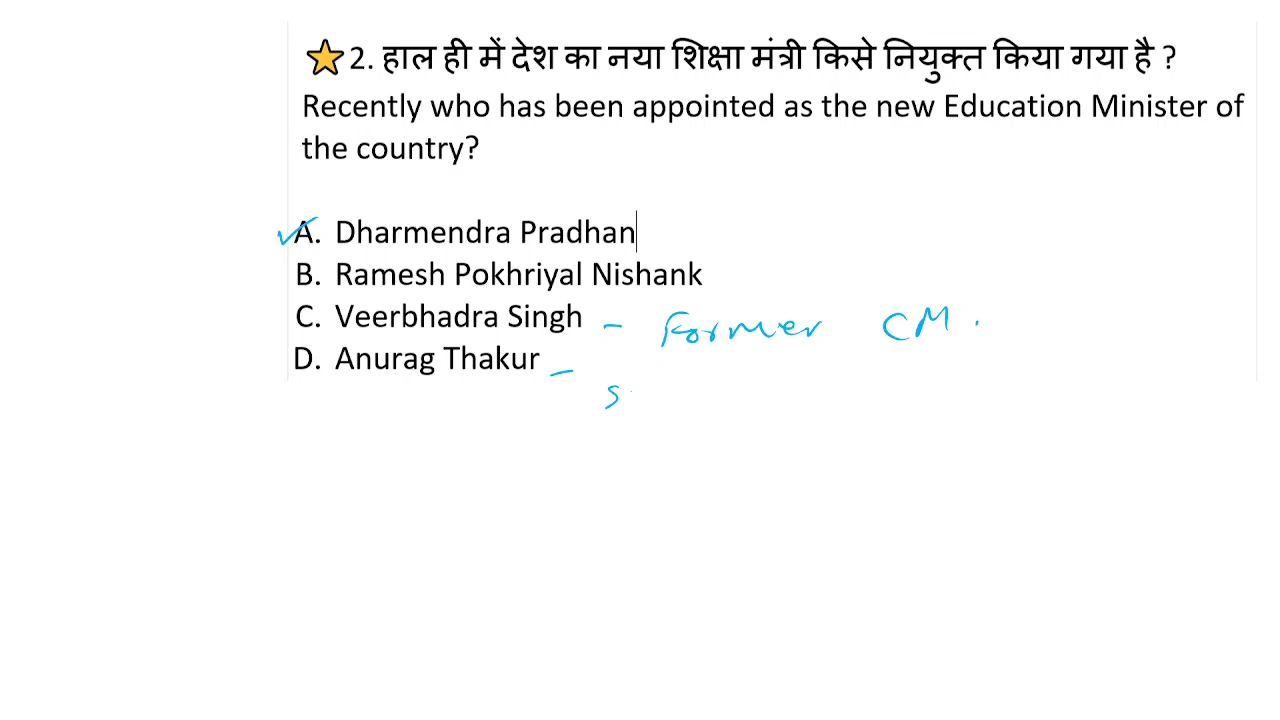 ⭐2. हाल ही में देश का नया शिक्षा मंत्री किसे नियुक्त किया गया है ?
Recently who has been appointed as the new Education Minister of
the country?
A. Dharmendra Pradhan
B. Ramesh Pokhriyal Nishank
C. Veerbhadra Singh – Former CM.
D. Anurag Thakur –
S